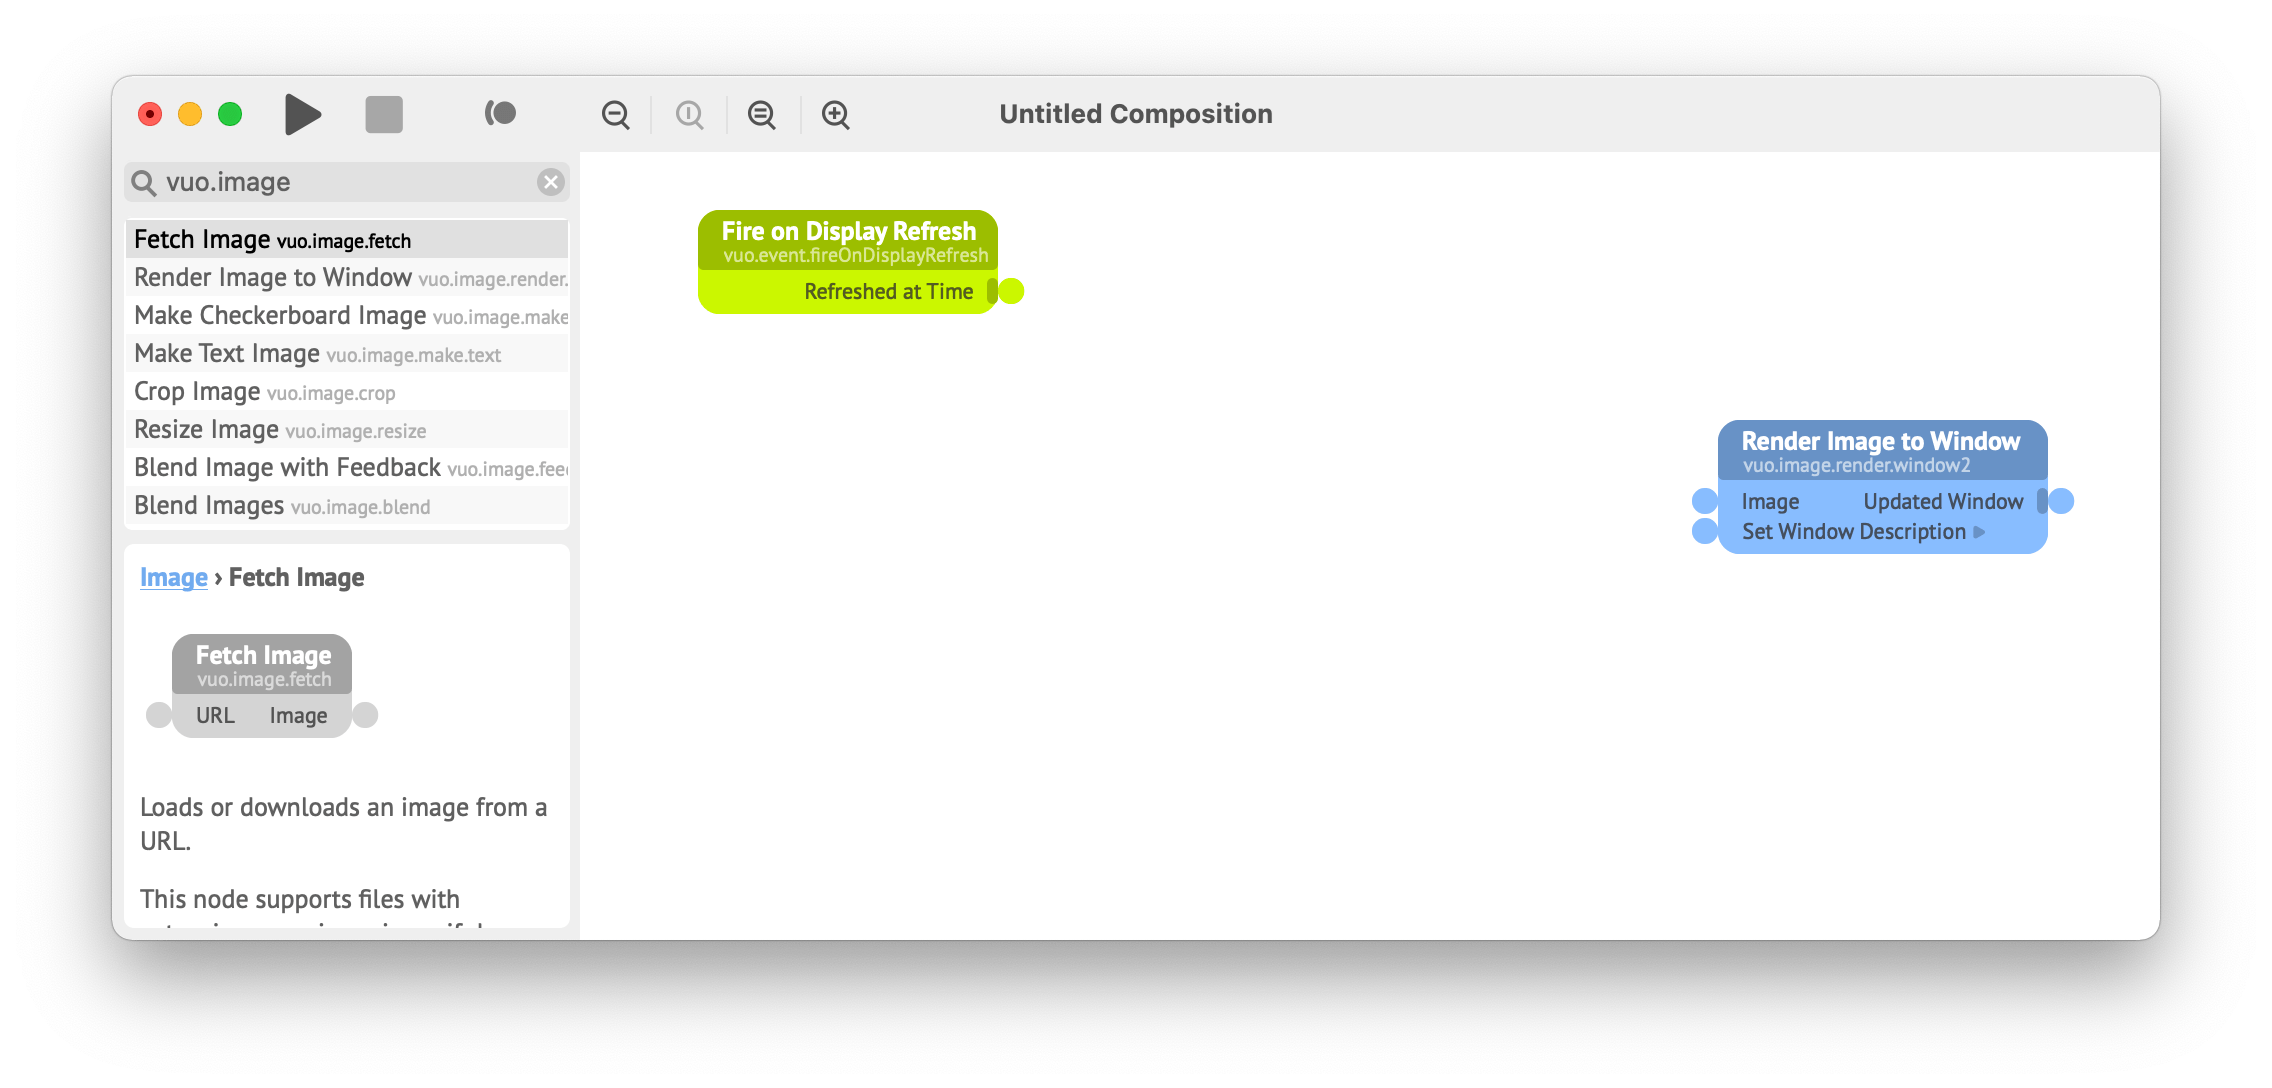 Untitled Composition
vuo.image
Fetch Image vuo.image.fetch
Render Image to Window vuo.image.render.
Make Checkerboard Image vuo.image.make
Make Text Image vuo.image.make.text
Crop Image vuo.image.crop
Resize Image vuo.image.resize
Blend Image with Feedback vuo.image.fee
Blend Images vuo.image.blend
Image › Fetch Image
Fetch Image
vuo.image.fetch
URL Image
Loads or downloads an image from a
URL.
This node supports files with
Fire on Display Refresh
vuo.event.fireOnDisplayRefresh
Refreshed at Time
Render Image to Window
vuo.image.render.window2
Image Updated Window
Set Window Description